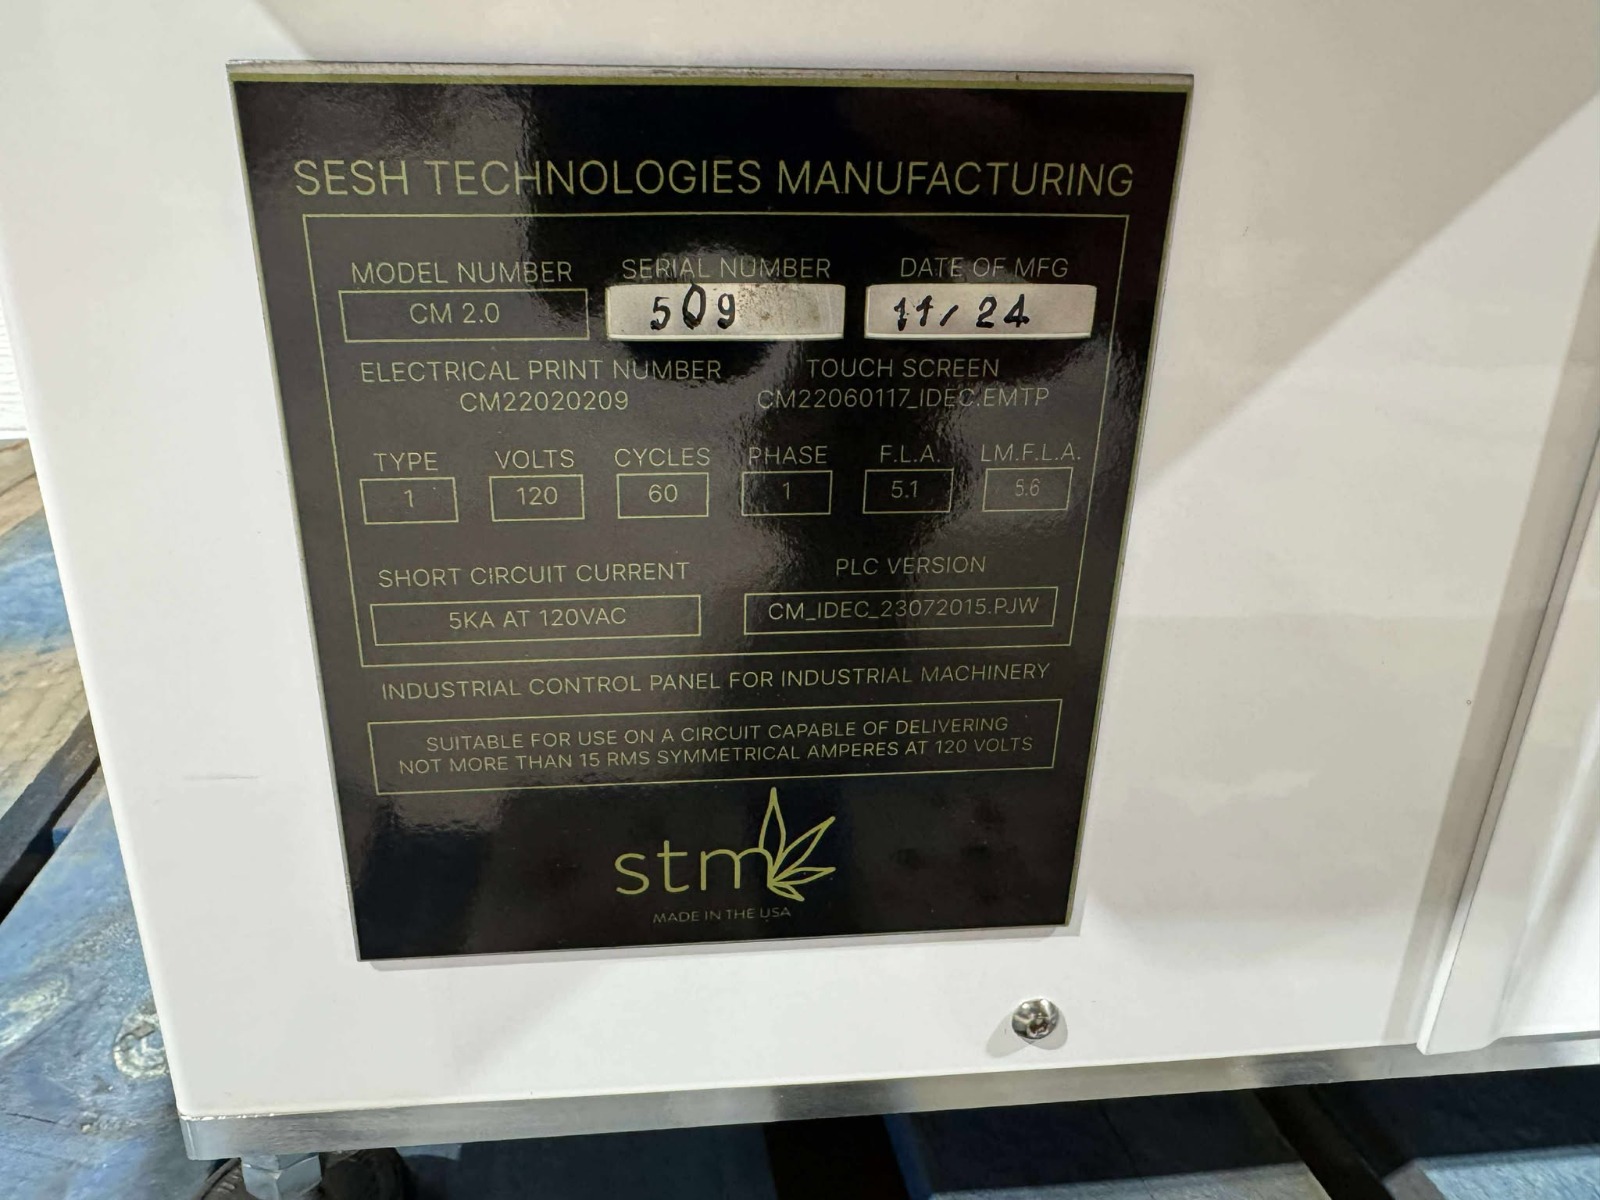 SESH TECHNOLOGIES MANUFACTURING
MODEL NUMBER SERIAL NUMBER DATE OF MFG
CM 2.0 509 11/24
ELECTRICAL PRINT NUMBER TOUCH SCREEN
CM22020209 CM22060117_IDEC.EMTP
TYPE VOLTS CYCLES PHASE F.L.A. LM.F.L.A.
1 120 60 1 5.1 5.6
SHORT CIRCUIT CURRENT PLC VERSION
5KA AT 120VAC CM_IDEC_23072015.PJW
INDUSTRIAL CONTROL PANEL FOR INDUSTRIAL MACHINERY
SUITABLE FOR USE ON A CIRCUIT CAPABLE OF DELIVERING
NOT MORE THAN 15 RMS SYMMETRICAL AMPERES AT 120 VOLTS
stm
MADE IN THE USA